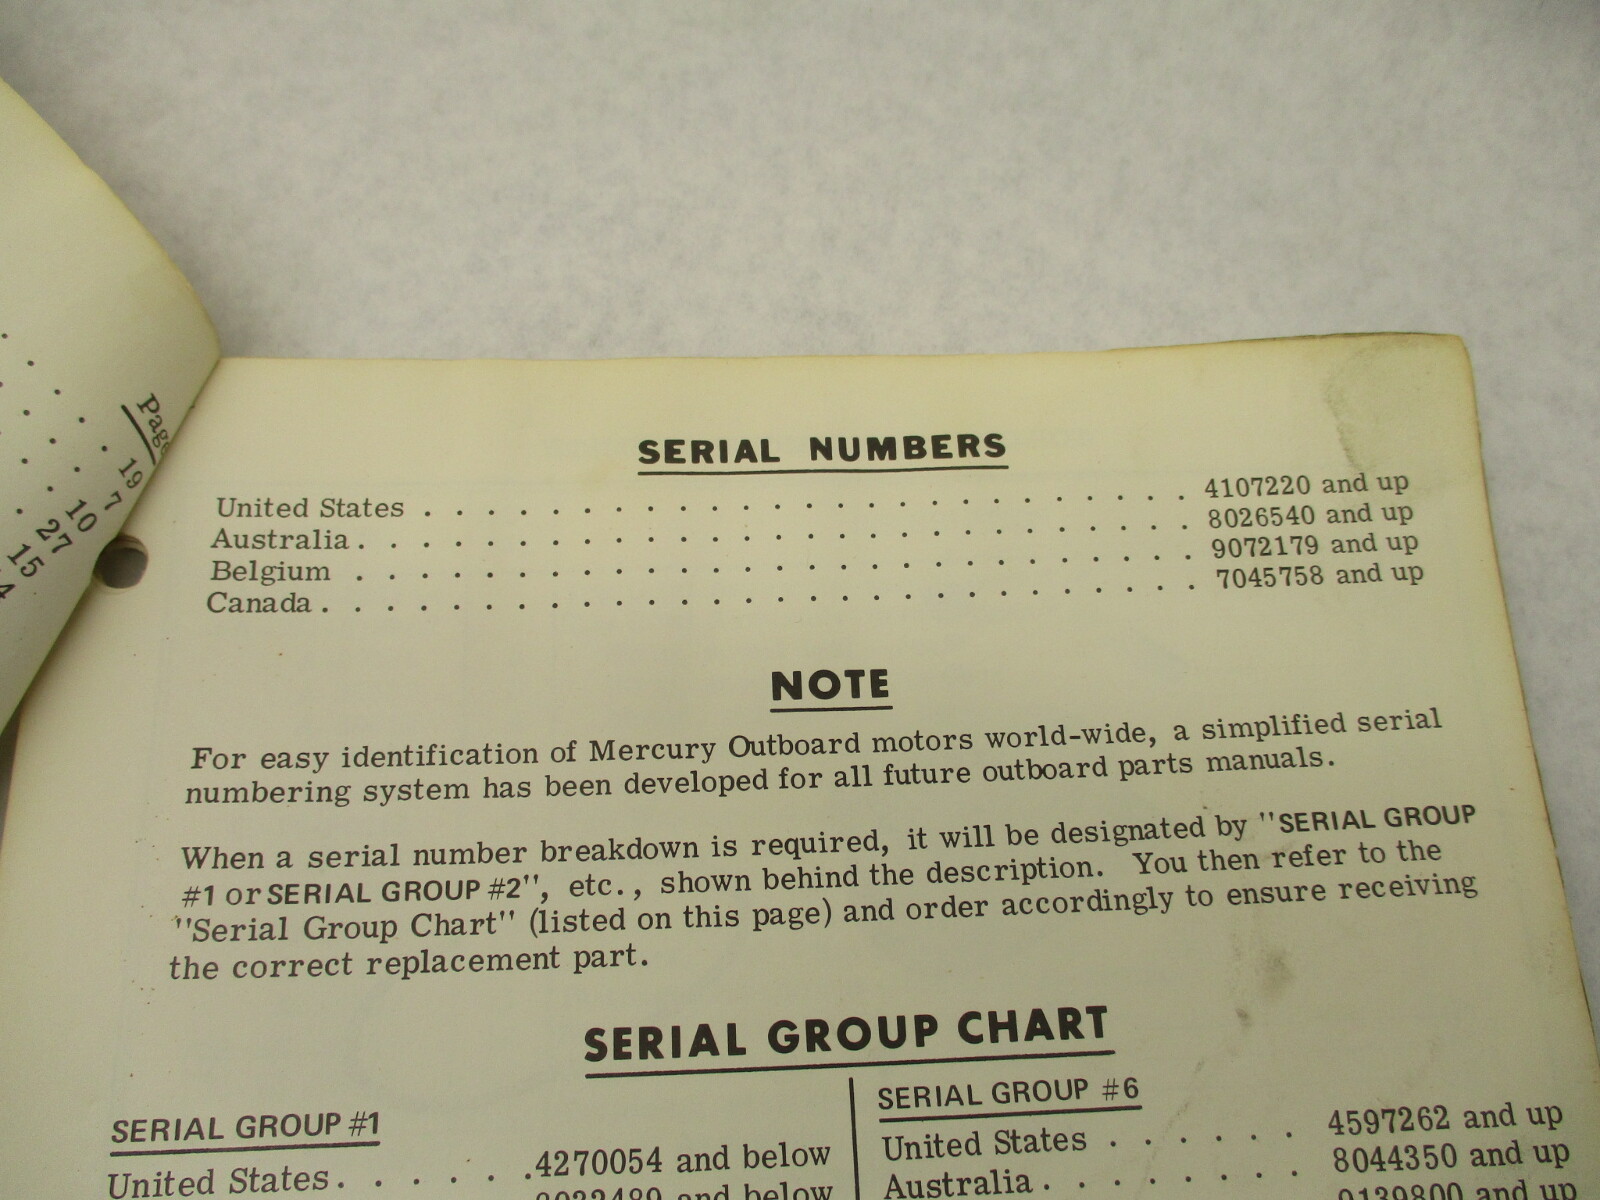 Page
19
7
10
27
15
4
SERIAL NUMBERS
United States . . . . . . . . . . . . . . . . . . . . . . . . 4107220 and up
Australia . . . . . . . . . . . . . . . . . . . . . . . . . . 8026540 and up
Belgium . . . . . . . . . . . . . . . . . . . . . . . . . . 9072179 and up
Canada . . . . . . . . . . . . . . . . . . . . . . . . . . . 7045758 and up
NOTE
For easy identification of Mercury Outboard motors world-wide, a simplified serial
numbering system has been developed for all future outboard parts manuals.
When a serial number breakdown is required, it will be designated by "SERIAL GROUP
#1 or SERIAL GROUP #2", etc., shown behind the description. You then refer to the
"Serial Group Chart" (listed on this page) and order accordingly to ensure receiving
the correct replacement part.
SERIAL GROUP CHART
SERIAL GROUP #1
United States . . . . . . 4270054 and below
and below
SERIAL GROUP #6
United States . . . . . . 4597262 and up
Australia . . . . . . . . 8044350 and up
9139800 and up